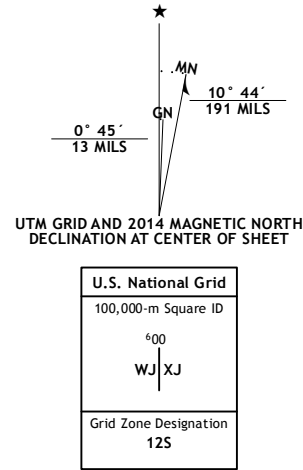 ★
MN
GN
10° 44´
191 MILS
0° 45´
13 MILS
UTM GRID AND 2014 MAGNETIC NORTH
DECLINATION AT CENTER OF SHEET
U.S. National Grid
100,000-m Square ID
⁶00
WJ XJ
Grid Zone Designation
12S